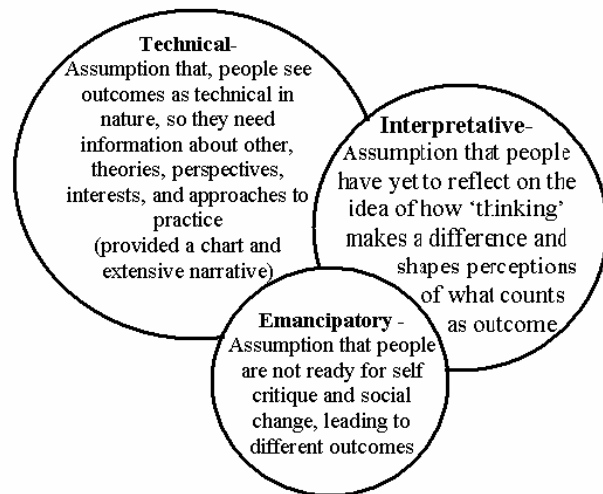 Technical-
Assumption that, people see
outcomes as technical in
nature, so they need
information about other,
theories, perspectives,
interests, and approaches to
practice
(provided a chart and
extensive narrative)
Interpretative-
Assumption that people
have yet to reflect on the
idea of how ‘thinking’
makes a difference and
shapes perceptions
of what counts
as outcome
Emancipatory -
Assumption that people
are not ready for self
critique and social
change, leading to
different outcomes